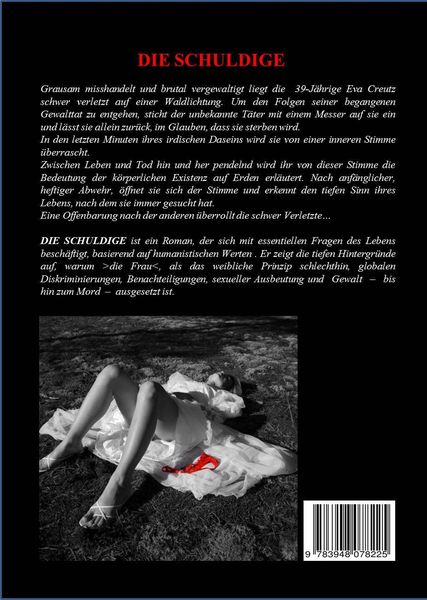 DIE SCHULDIGE
Grausam misshandelt und brutal vergewaltigt liegt die 39-Jährige Eva Creutz
schwer verletzt auf einer Waldlichtung. Um den Folgen seiner begangenen
Gewalttat zu entgehen, sticht der unbekannte Täter mit einem Messer auf sie ein
und lässt sie allein zurück, im Glauben, dass sie sterben wird.
In den letzten Minuten ihres irdischen Daseins wird sie von einer inneren Stimme
überrascht.
Zwischen Leben und Tod hin und her pendelnd wird ihr von dieser Stimme die
Bedeutung der körperlichen Existenz auf Erden erläutert. Nach anfänglicher,
heftiger Abwehr, öffnet sie sich der Stimme und erkennt den tiefen Sinn ihres
Lebens, nach dem sie immer gesucht hat.
Eine Offenbarung nach der anderen überrollt die schwer Verletzte…
DIE SCHULDIGE ist ein Roman, der sich mit essentiellen Fragen des Lebens
beschäftigt, basierend auf humanistischen Werten . Er zeigt die tiefen Hintergründe
auf, warum >die Frau<, als das weibliche Prinzip schlechthin, globalen
Diskriminierungen, Benachteiligungen, sexueller Ausbeutung und Gewalt – bis
hin zum Mord – ausgesetzt ist.
9 783948 078225